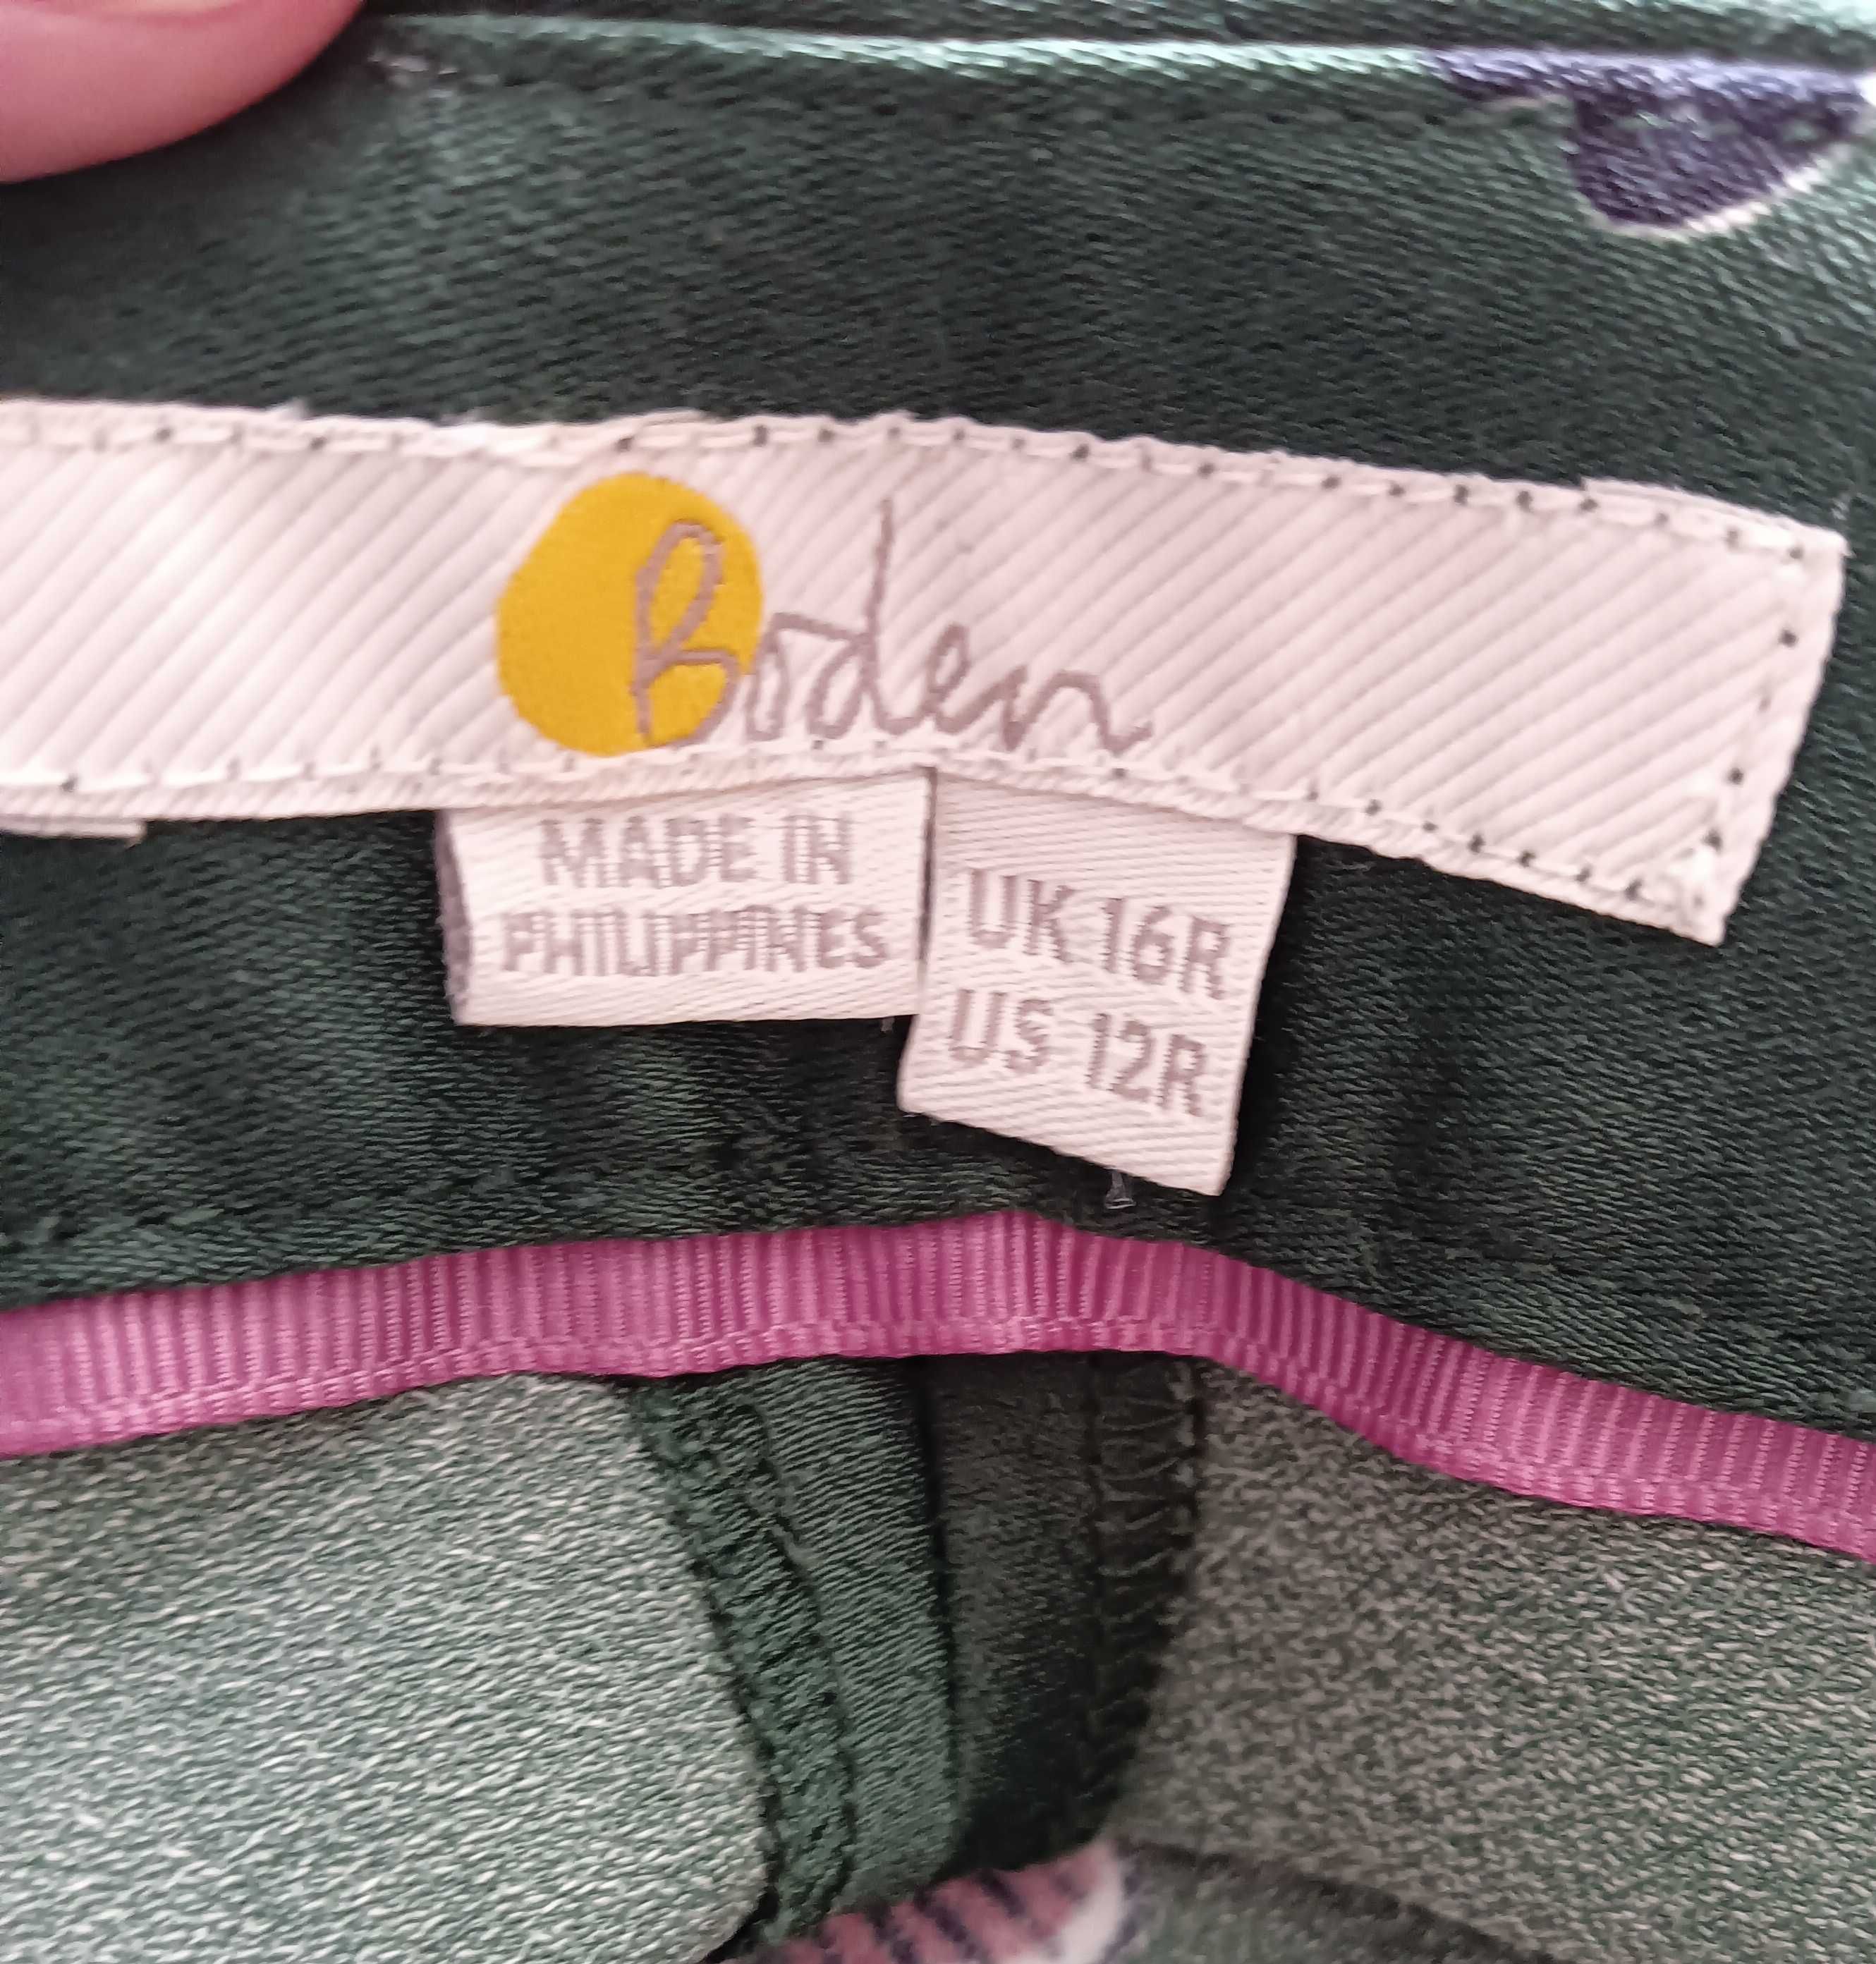 Boden
MADE IN
PHILIPPINES
UK 16R
US 12R